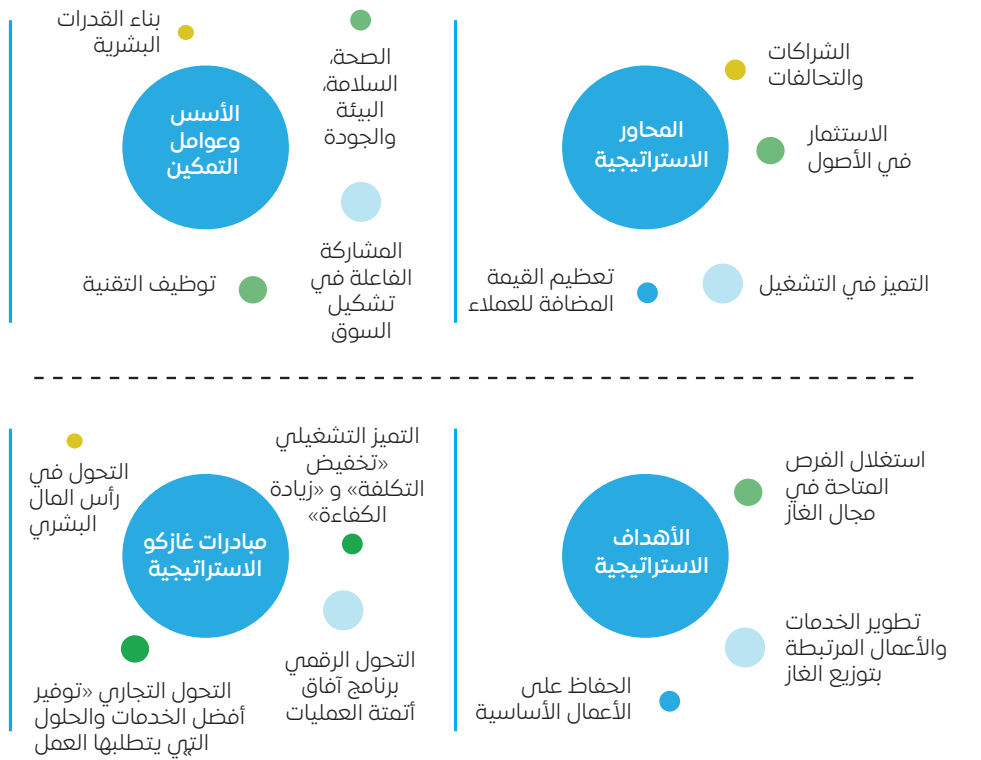 المحاور
الاستراتيجية
الشراكات
والتحالفات
الاستثمار
في الأصول
التميز في التشغيل
تعظيم القيمة
المضافة للعملاء
الأسس
وعوامل
التمكين
الصحة،
السلامة،
البيئة
والجودة
بناء القدرات
البشرية
المشاركة
الفاعلة في
تشكيل
السوق
توظيف التقنية
الأهداف
الاستراتيجية
استغلال الفرص
المتاحة في
مجال الغاز
تطوير الخدمات
والأعمال المرتبطة
بتوزيع الغاز
الحفاظ على
الأعمال الأساسية
مبادرات غازكو
الاستراتيجية
التميز التشغيلي
«تخفيض
التكلفة» و «زيادة
الكفاءة»
التحول في
رأس المال
البشري
التحول الرقمي
برنامج آفاق
أتمتة العمليات
التحول التجاري «توفير
أفضل الخدمات والحلول
التي يتطلبها العمل»